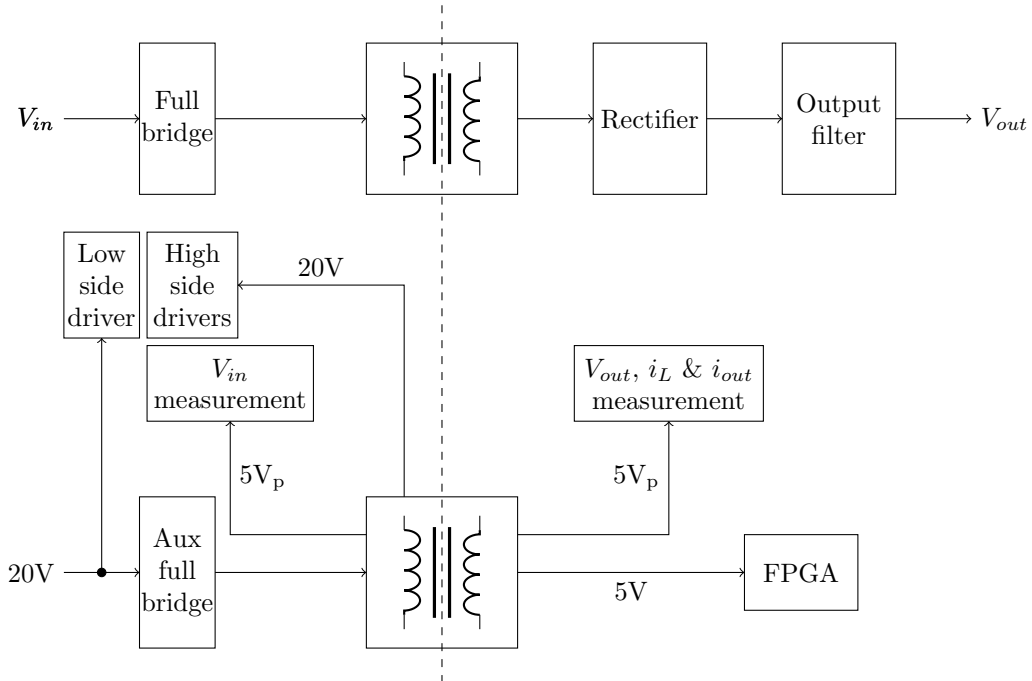 Full
bridge
V_in
Rectifier
Output
filter
V_out
Low
side
driver
High
side
drivers
20V
V_in
measurement
V_out, i_L & i_out
measurement
5V_p
5V_p
20V
Aux
full
bridge
5V
FPGA